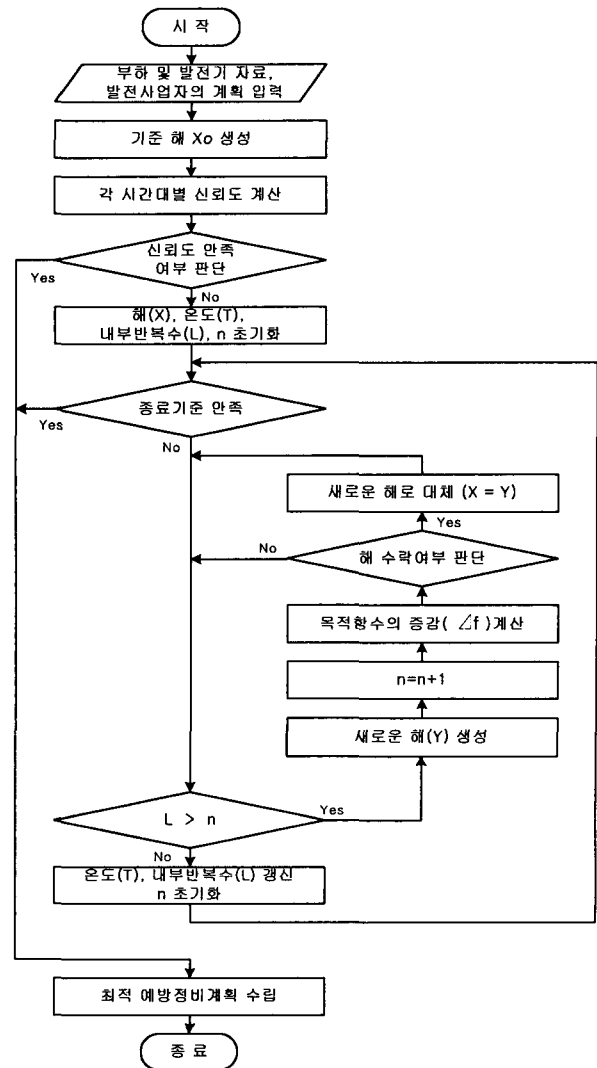 시 작
부하 및 발전기 자료,
발전사업자의 계획 입력
기준 해 Xo 생성
각 시간대별 신뢰도 계산
신뢰도 만족
여부 판단
Yes
No
해(X), 온도(T),
내부반복수(L), n 초기화
종료기준 만족
Yes
No
새로운 해로 대체 (X = Y)
Yes
해 수락여부 판단
No
목적함수의 증감( ⊿f )계산
n=n+1
새로운 해(Y) 생성
L > n
Yes
No
온도(T), 내부반복수(L) 갱신
n 초기화
최적 예방정비계획 수립
종 료